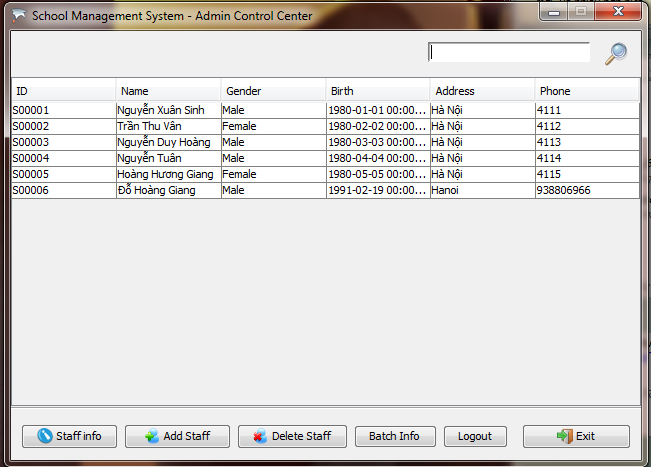 School Management System - Admin Control Center
ID Name Gender Birth Address Phone
S00001 Nguyễn Xuân Sinh Male 1980-01-01 00:00... Hà Nội 4111
S00002 Trần Thu Vân Female 1980-02-02 00:00... Hà Nội 4112
S00003 Nguyễn Duy Hoàng Male 1980-03-03 00:00... Hà Nội 4113
S00004 Nguyễn Tuân Male 1980-04-04 00:00... Hà Nội 4114
S00005 Hoàng Hương Giang Female 1980-05-05 00:00... Hà Nội 4115
S00006 Đỗ Hoàng Giang Male 1991-02-19 00:00... Hanoi 938806966
Staff info Add Staff Delete Staff Batch Info Logout Exit